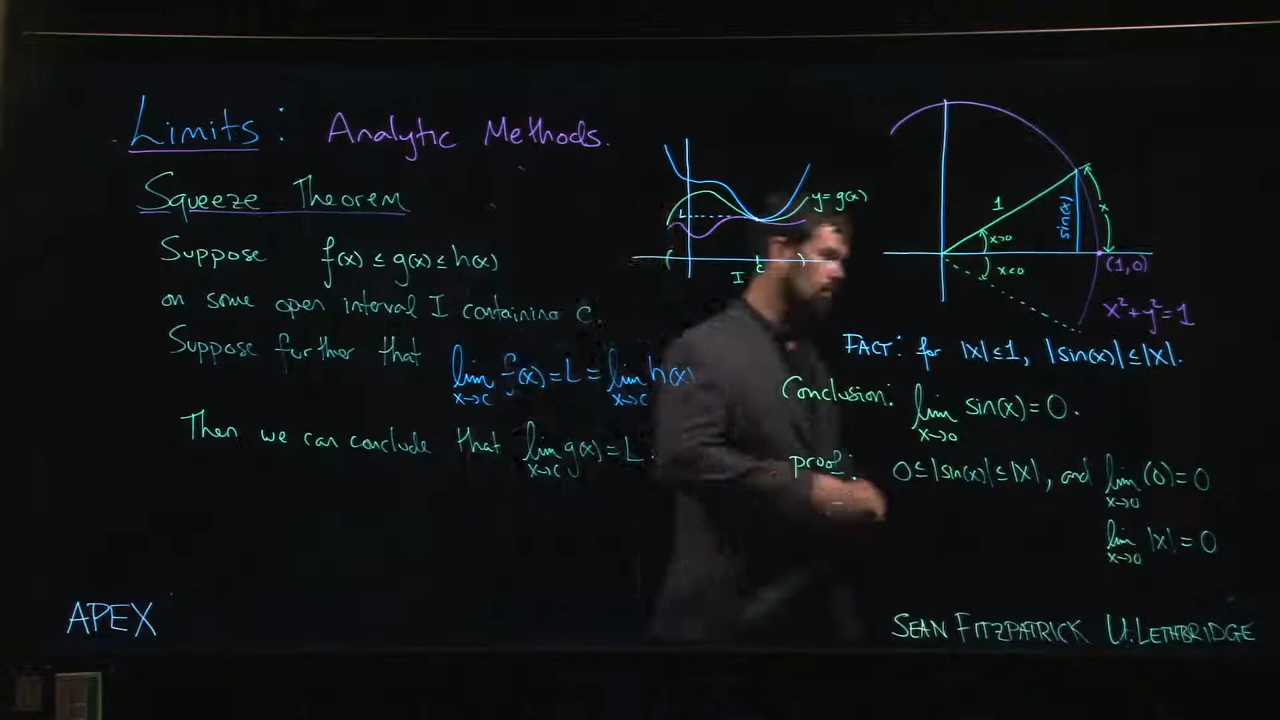 Limits: Analytic Methods.
Squeeze Theorem
Suppose f(x) ≤ g(x) ≤ h(x)
on some open interval I containing c.
Suppose further that lim x→c f(x) = L = lim x→c h(x)
Then we can conclude that lim x→c g(x) = L.
APEX
y = g(x)
L
I
c
1
sin(x)
x
x>0
x<0
(1,0)
x² + y² = 1
FACT: for |x| ≤ 1, |sin(x)| ≤ |x|.
Conclusion: lim x→0 sin(x) = 0.
proof: 0 ≤ |sin(x)| ≤ |x|, and lim x→0 (0) = 0
lim x→0 |x| = 0
SEAN FITZPATRICK U. LETHBRIDGE